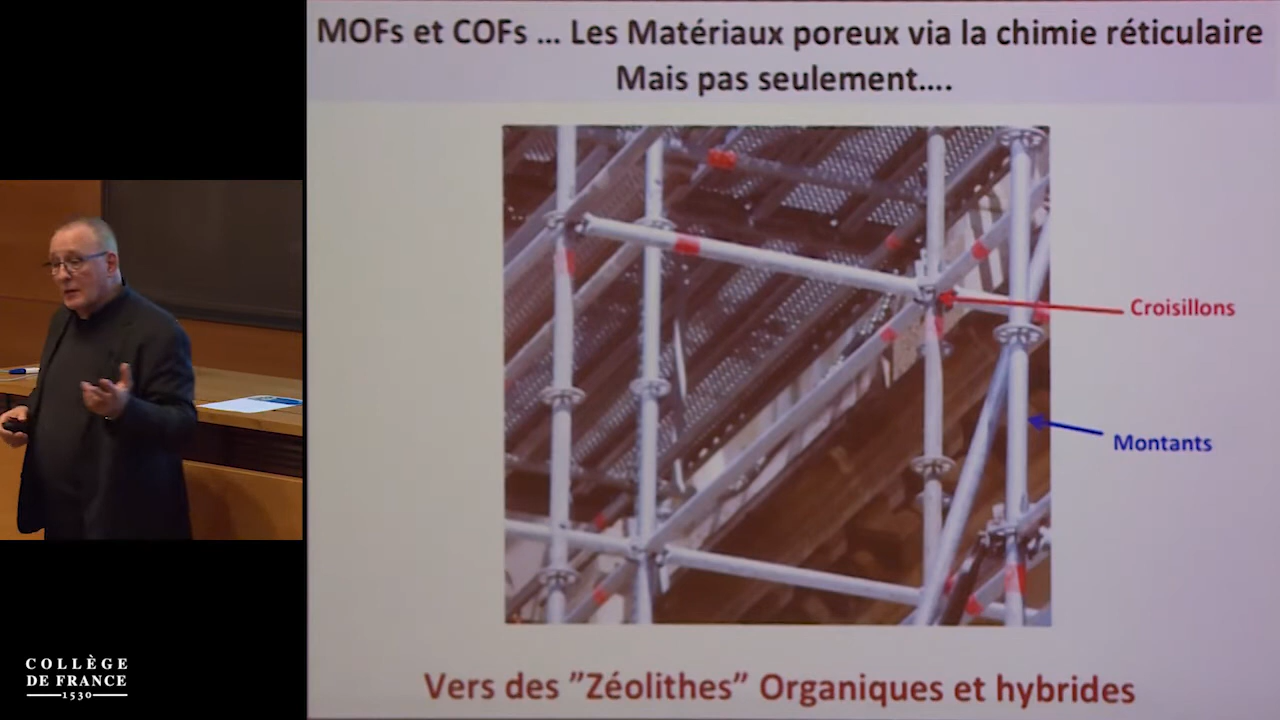 MOFs et COFs ... Les Matériaux poreux via la chimie réticulaire
Mais pas seulement....
Croisillons
Montants
Vers des ”Zéolithes” Organiques et hybrides
COLLÈGE
DE FRANCE
1530